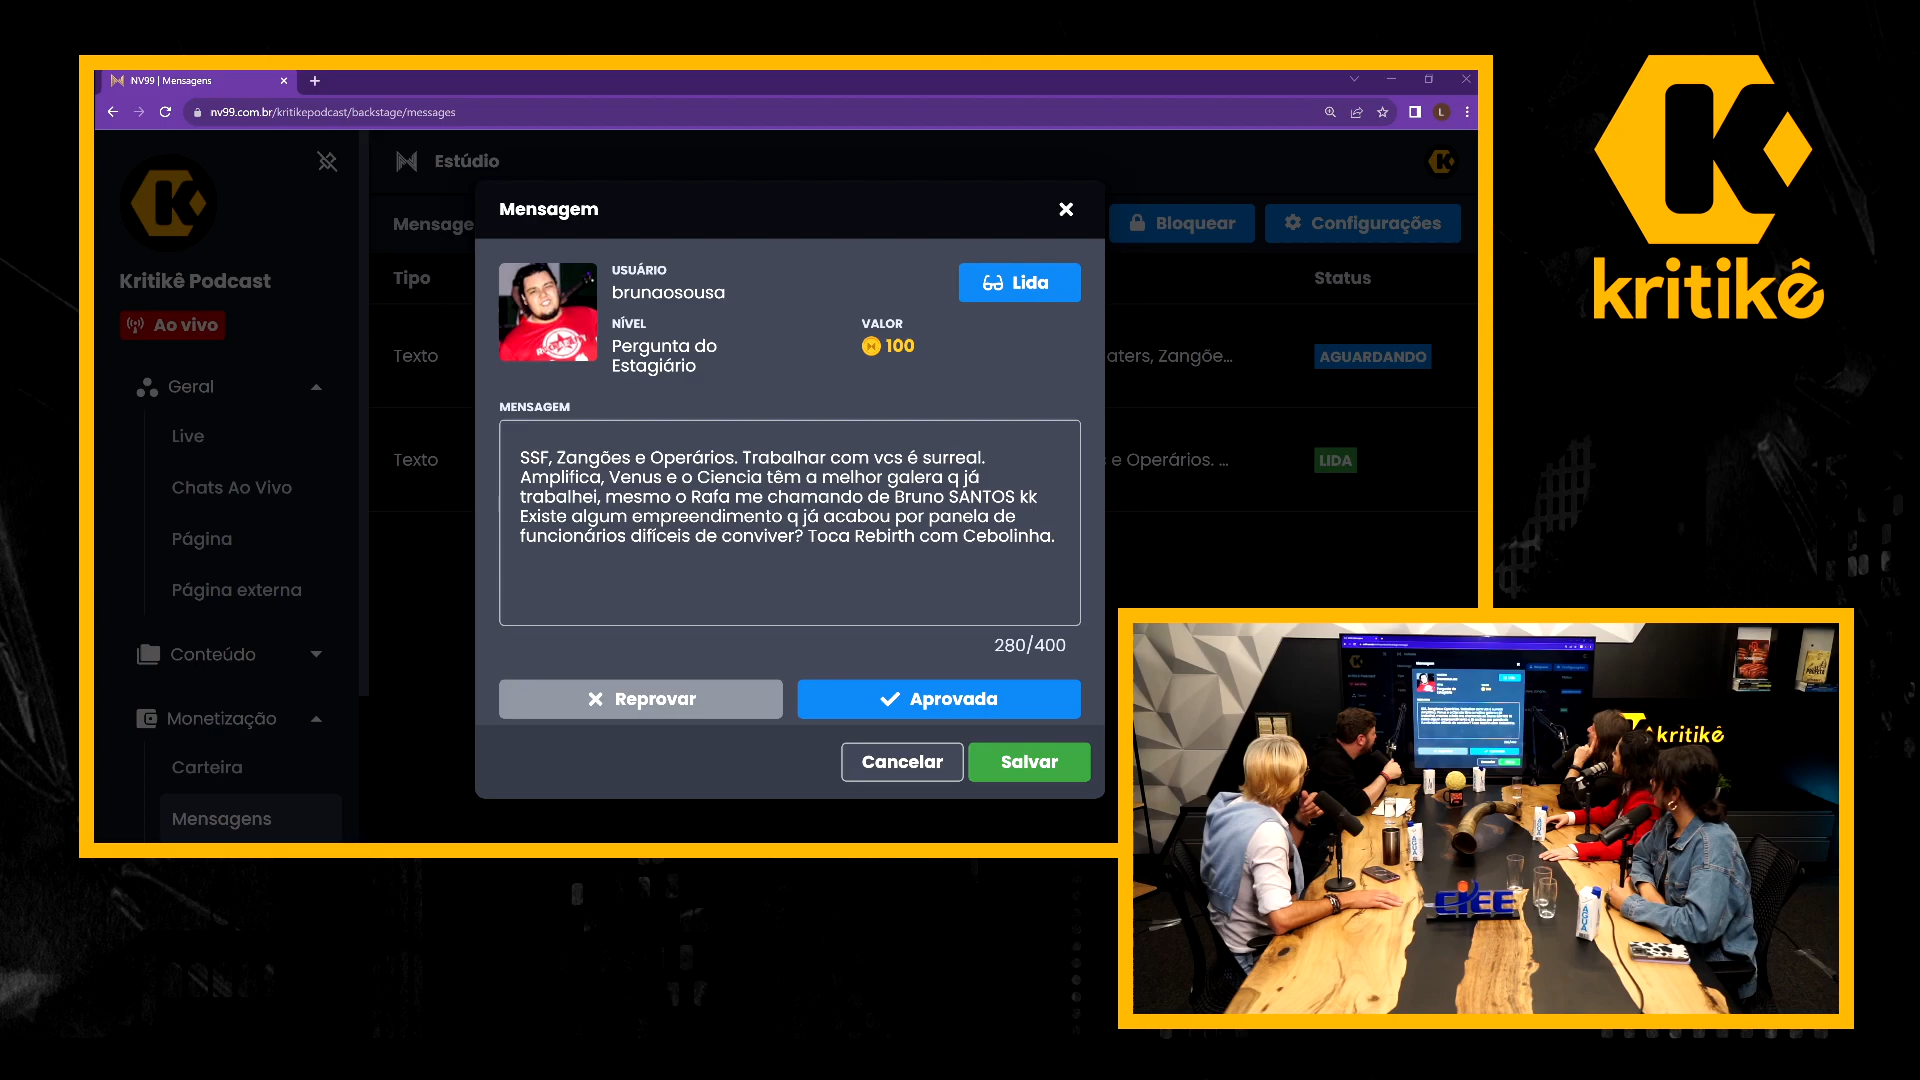 NV99 | Mensagens
nv99.com.br/kritikepodcast/backstage/messages
L
Estúdio
Kritikê Podcast
Ao vivo
Geral
Live
Chats Ao Vivo
Página
Página externa
Conteúdo
Monetização
Carteira
Mensagens
Mensage
Bloquear
Configurações
Tipo
Status
Texto
aters, Zangõe...
AGUARDANDO
Texto
e Operários. ...
LIDA
Mensagem
USUÁRIO
brunaosousa
Lida
NÍVEL
Pergunta do
Estagiário
VALOR
100
MENSAGEM
SSF, Zangões e Operários. Trabalhar com vcs é surreal.
Amplifica, Venus e o Ciencia têm a melhor galera q já
trabalhei, mesmo o Rafa me chamando de Bruno SANTOS kk
Existe algum empreendimento q já acabou por panela de
funcionários difíceis de conviver? Toca Rebirth com Cebolinha.
280/400
Reprovar
Aprovada
Cancelar
Salvar
K
kritikê
kritikê
CIEE
ÁGUA